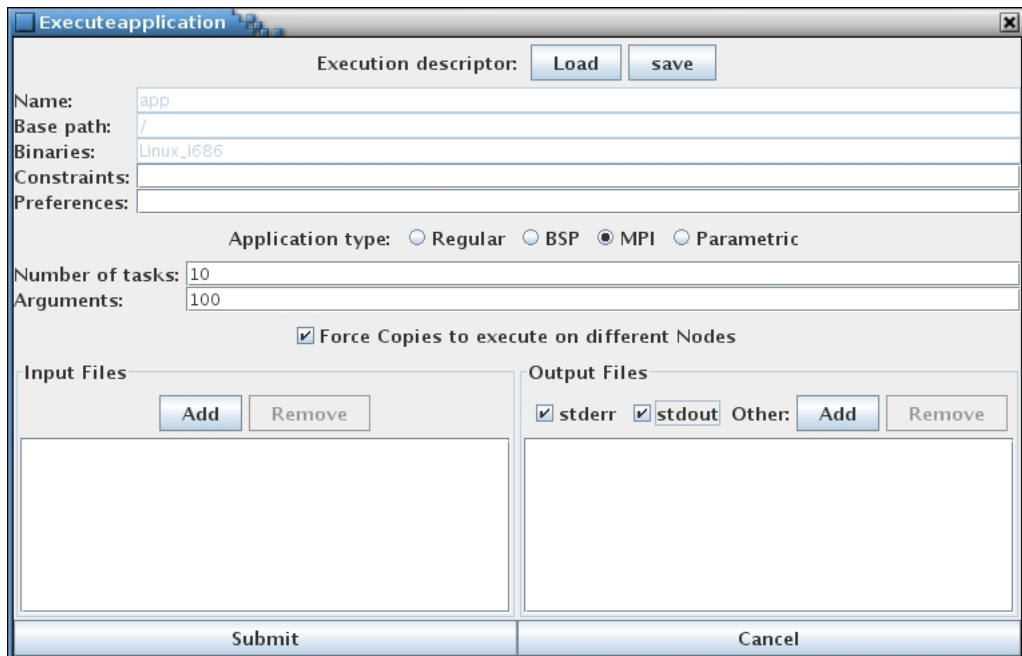 Executeapplication
Execution descriptor: Load save
Name: app
Base path: /
Binaries: Linux_i686
Constraints:
Preferences:
Application type: Regular BSP MPI Parametric
Number of tasks: 10
Arguments: 100
Force Copies to execute on different Nodes
Input Files
Add Remove
Output Files
stderr stdout Other: Add Remove
Submit Cancel